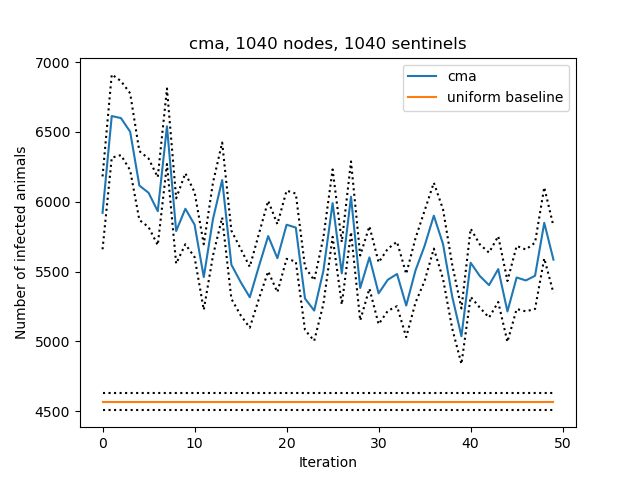 cma, 1040 nodes, 1040 sentinels
cma
uniform baseline
Number of infected animals
7000
6500
6000
5500
5000
4500
0 10 20 30 40 50
Iteration